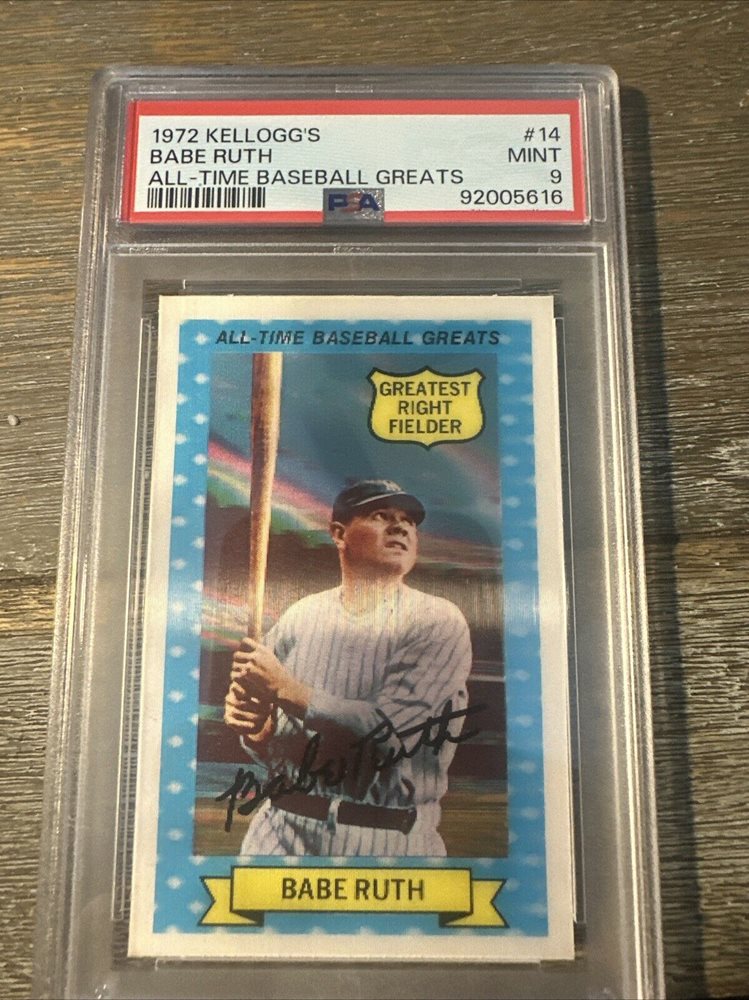 1972 KELLOGG'S #14
BABE RUTH MINT
ALL-TIME BASEBALL GREATS 9
PSA 92005616
ALL-TIME BASEBALL GREATS
GREATEST
RIGHT
FIELDER
Babe Ruth
BABE RUTH